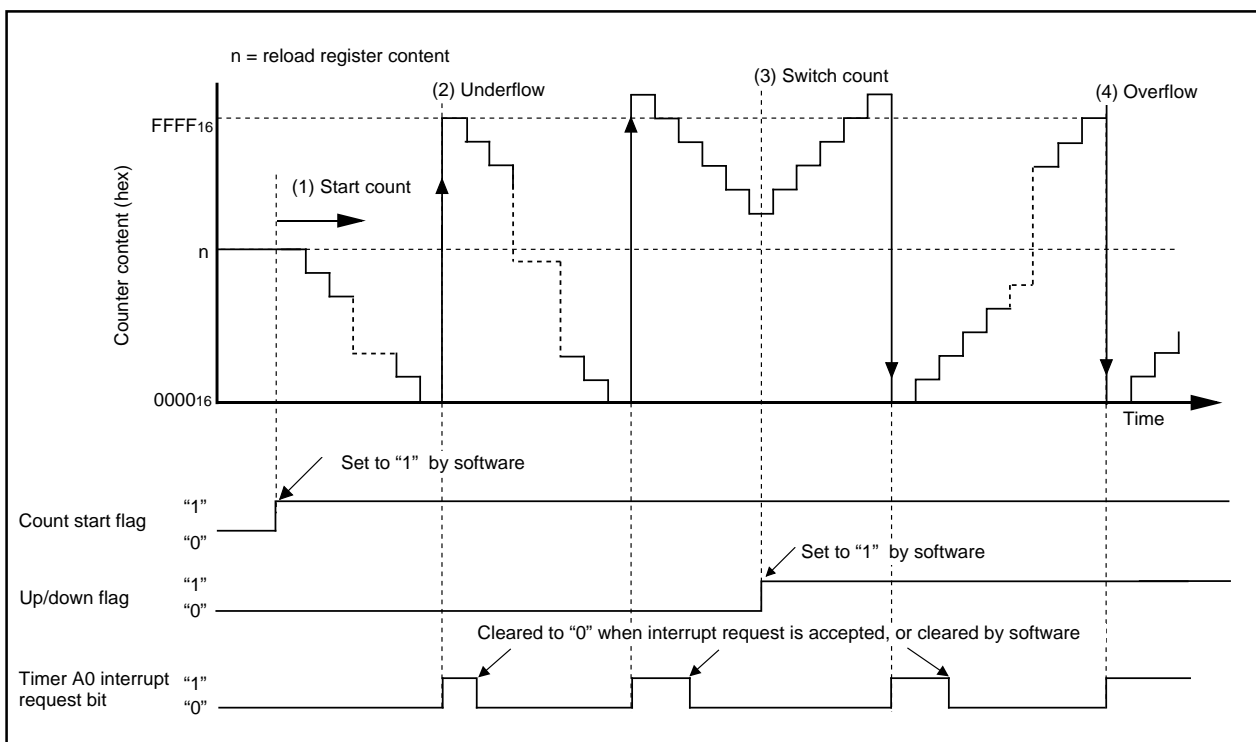 n = reload register content
(2) Underflow
(3) Switch count
(4) Overflow
FFFF16
(1) Start count
Counter content (hex)
n
000016
Time
Set to “1” by software
Count start flag
“1”
“0”
Set to “1” by software
Up/down flag
“1”
“0”
Cleared to “0” when interrupt request is accepted, or cleared by software
Timer A0 interrupt
request bit
“1”
“0”